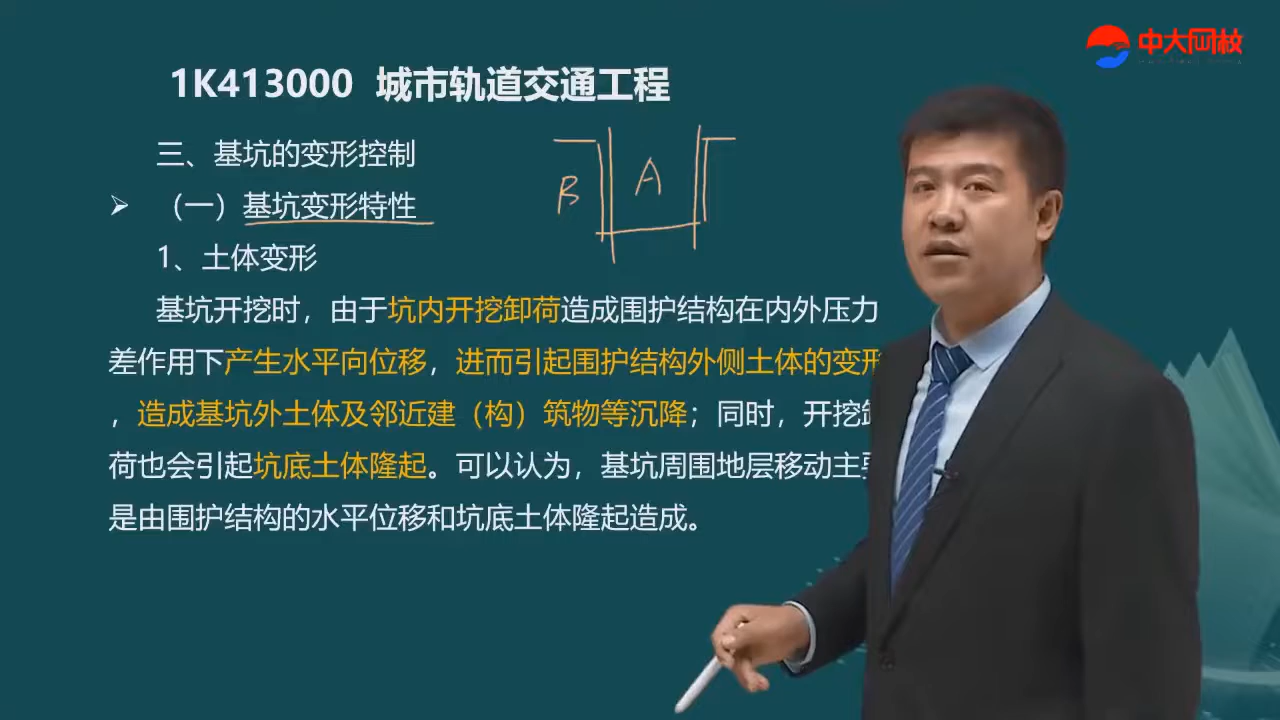 中大网校
1K413000 城市轨道交通工程
三、基坑的变形控制
B A
（一）基坑变形特性
1、土体变形
基坑开挖时，由于坑内开挖卸荷造成围护结构在内外压力
差作用下产生水平向位移，进而引起围护结构外侧土体的变形
，造成基坑外土体及邻近建（构）筑物等沉降；同时，开挖卸
荷也会引起坑底土体隆起。可以认为，基坑周围地层移动主要
是由围护结构的水平位移和坑底土体隆起造成。